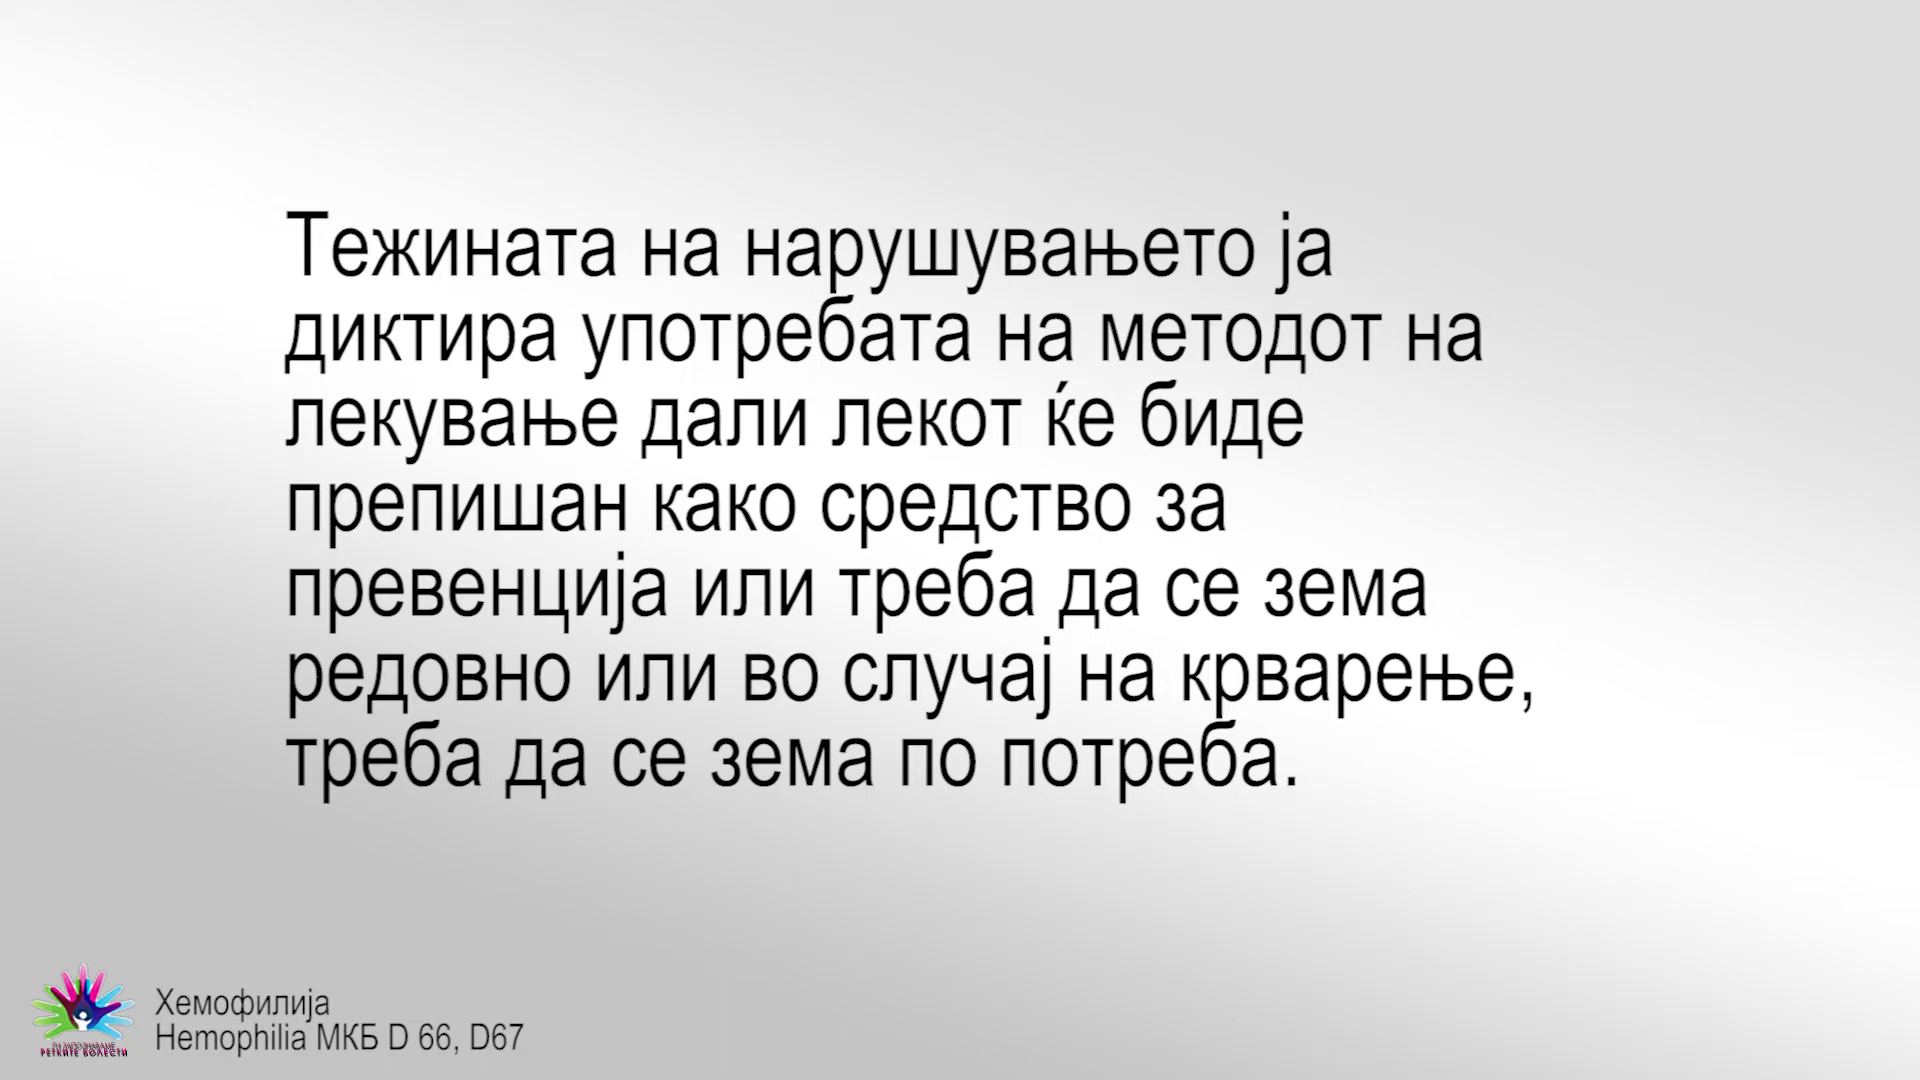 Тежината на нарушувањето ја
диктира употребата на методот на
лекување дали лекот ќе биде
препишан како средство за
превенција или треба да се зема
редовно или во случај на крварење,
треба да се зема по потреба.
Хемофилија
Hemophilia МКБ D 66, D67
РЕТКИТЕ БОЛЕСТИ